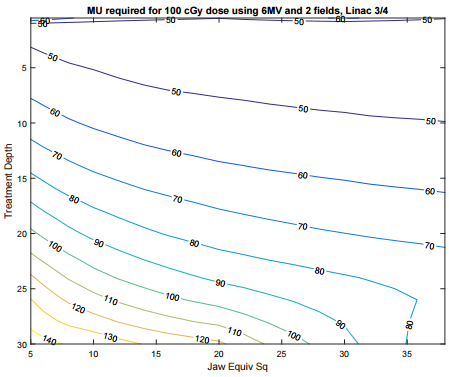 MU required for 100 cGy dose using 6MV and 2 fields, Linac 3/4
60 50 50 50 50 50
50 50 50 50
60 60 60 60
70 70 70 70
80 80 80 80
90 90 90
100 100 100
110 110
120 120
130
140
5
10
15
20
25
30
Treatment Depth
5 10 15 20 25 30 35
Jaw Equiv Sq